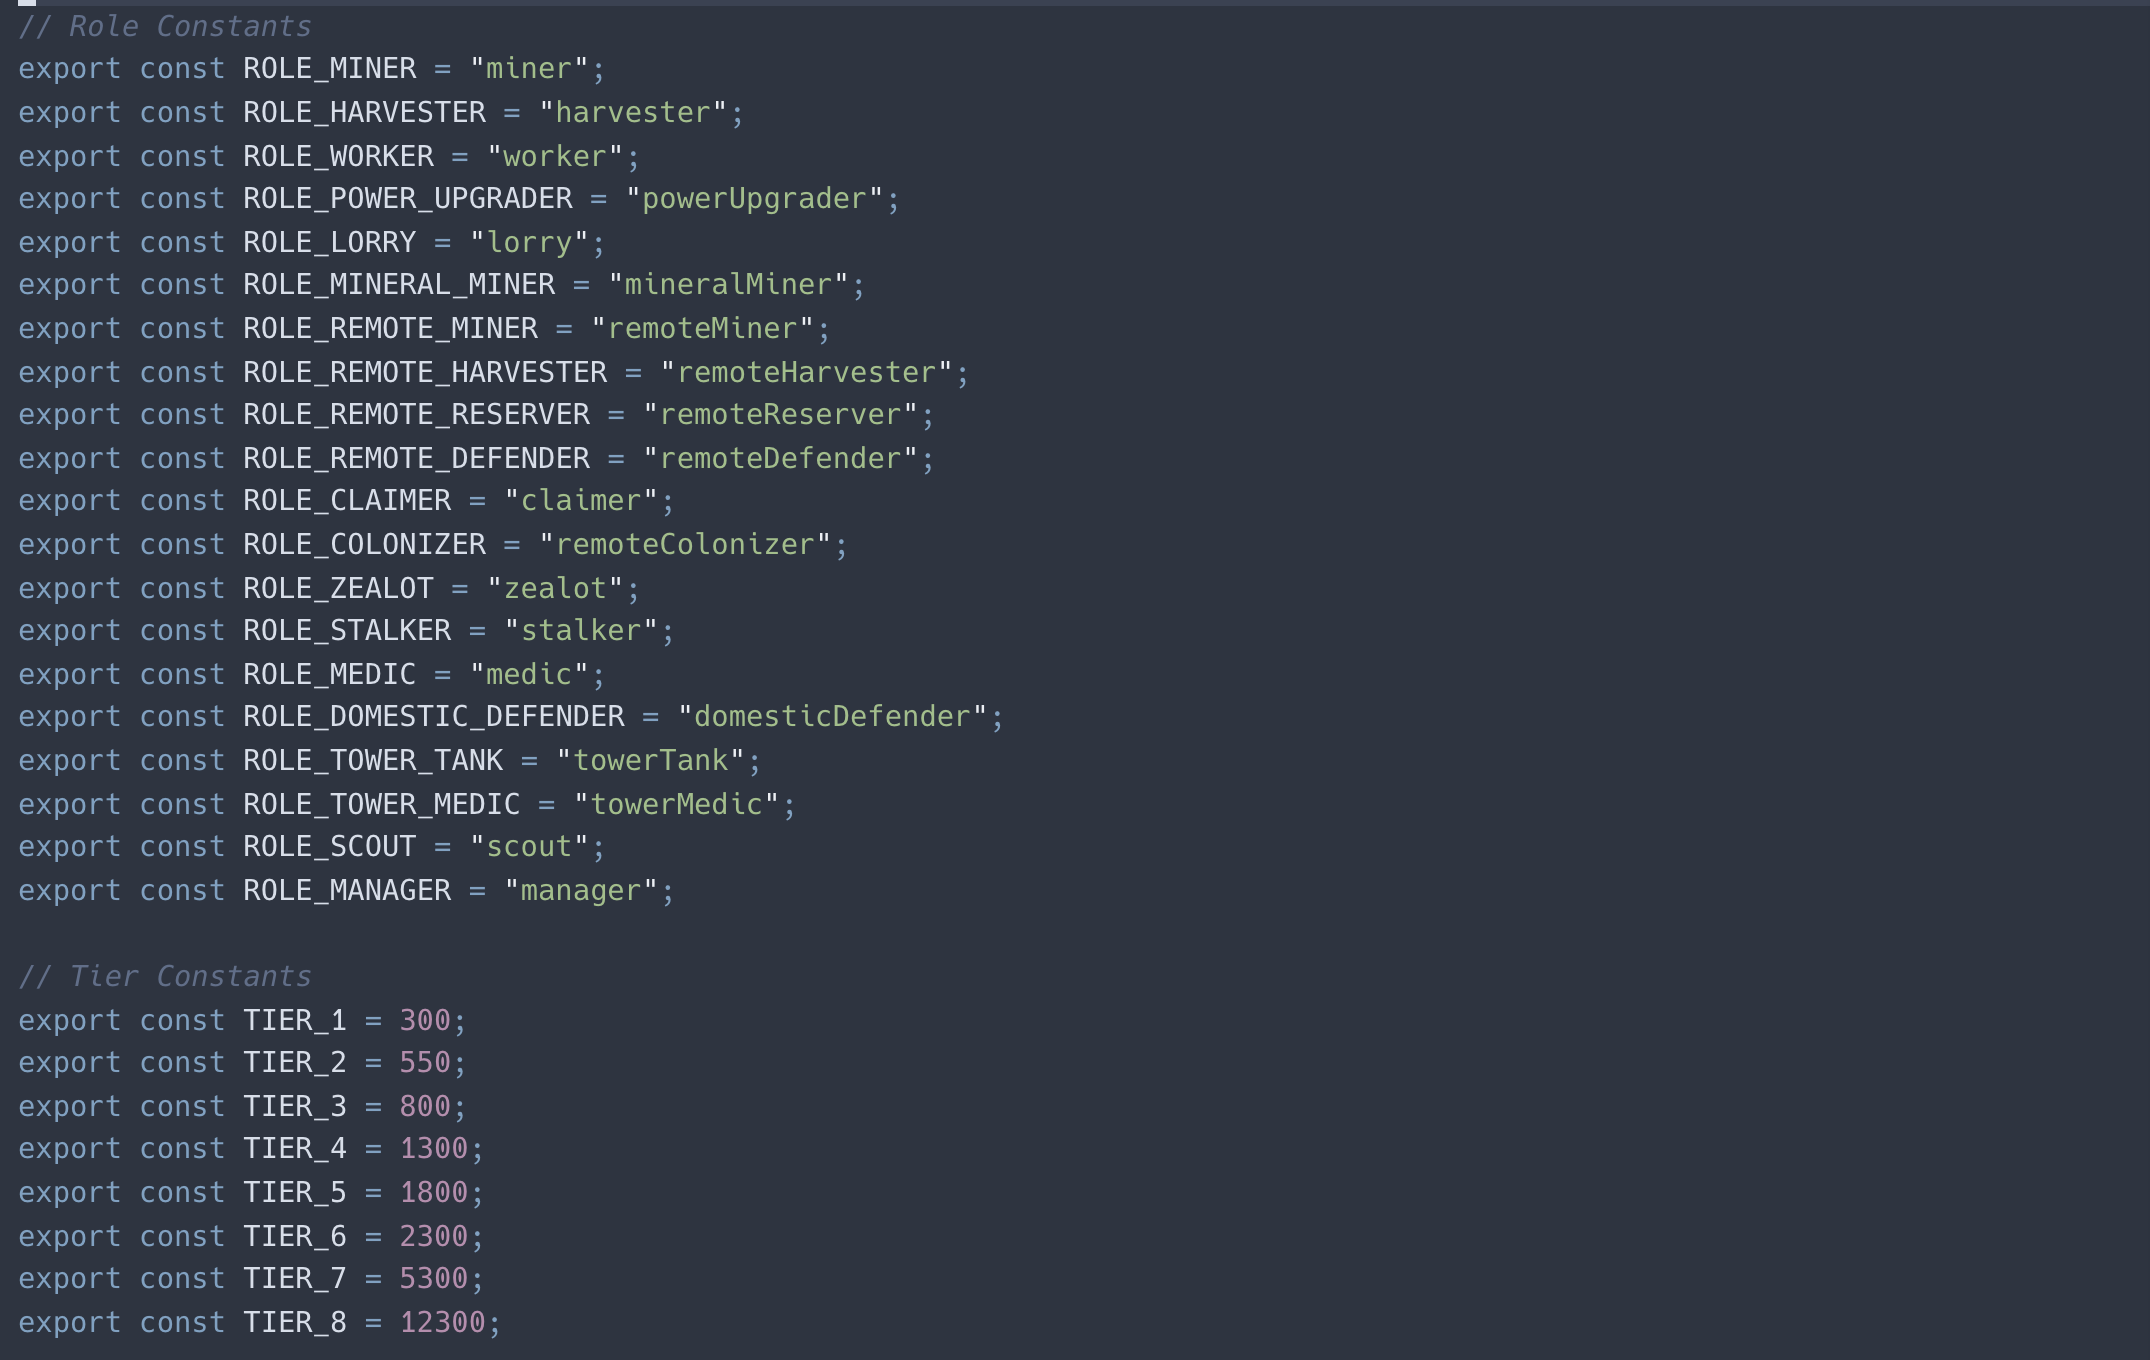 // Role Constants
export const ROLE_MINER = "miner";
export const ROLE_HARVESTER = "harvester";
export const ROLE_WORKER = "worker";
export const ROLE_POWER_UPGRADER = "powerUpgrader";
export const ROLE_LORRY = "lorry";
export const ROLE_MINERAL_MINER = "mineralMiner";
export const ROLE_REMOTE_MINER = "remoteMiner";
export const ROLE_REMOTE_HARVESTER = "remoteHarvester";
export const ROLE_REMOTE_RESERVER = "remoteReserver";
export const ROLE_REMOTE_DEFENDER = "remoteDefender";
export const ROLE_CLAIMER = "claimer";
export const ROLE_COLONIZER = "remoteColonizer";
export const ROLE_ZEALOT = "zealot";
export const ROLE_STALKER = "stalker";
export const ROLE_MEDIC = "medic";
export const ROLE_DOMESTIC_DEFENDER = "domesticDefender";
export const ROLE_TOWER_TANK = "towerTank";
export const ROLE_TOWER_MEDIC = "towerMedic";
export const ROLE_SCOUT = "scout";
export const ROLE_MANAGER = "manager";

// Tier Constants
export const TIER_1 = 300;
export const TIER_2 = 550;
export const TIER_3 = 800;
export const TIER_4 = 1300;
export const TIER_5 = 1800;
export const TIER_6 = 2300;
export const TIER_7 = 5300;
export const TIER_8 = 12300;